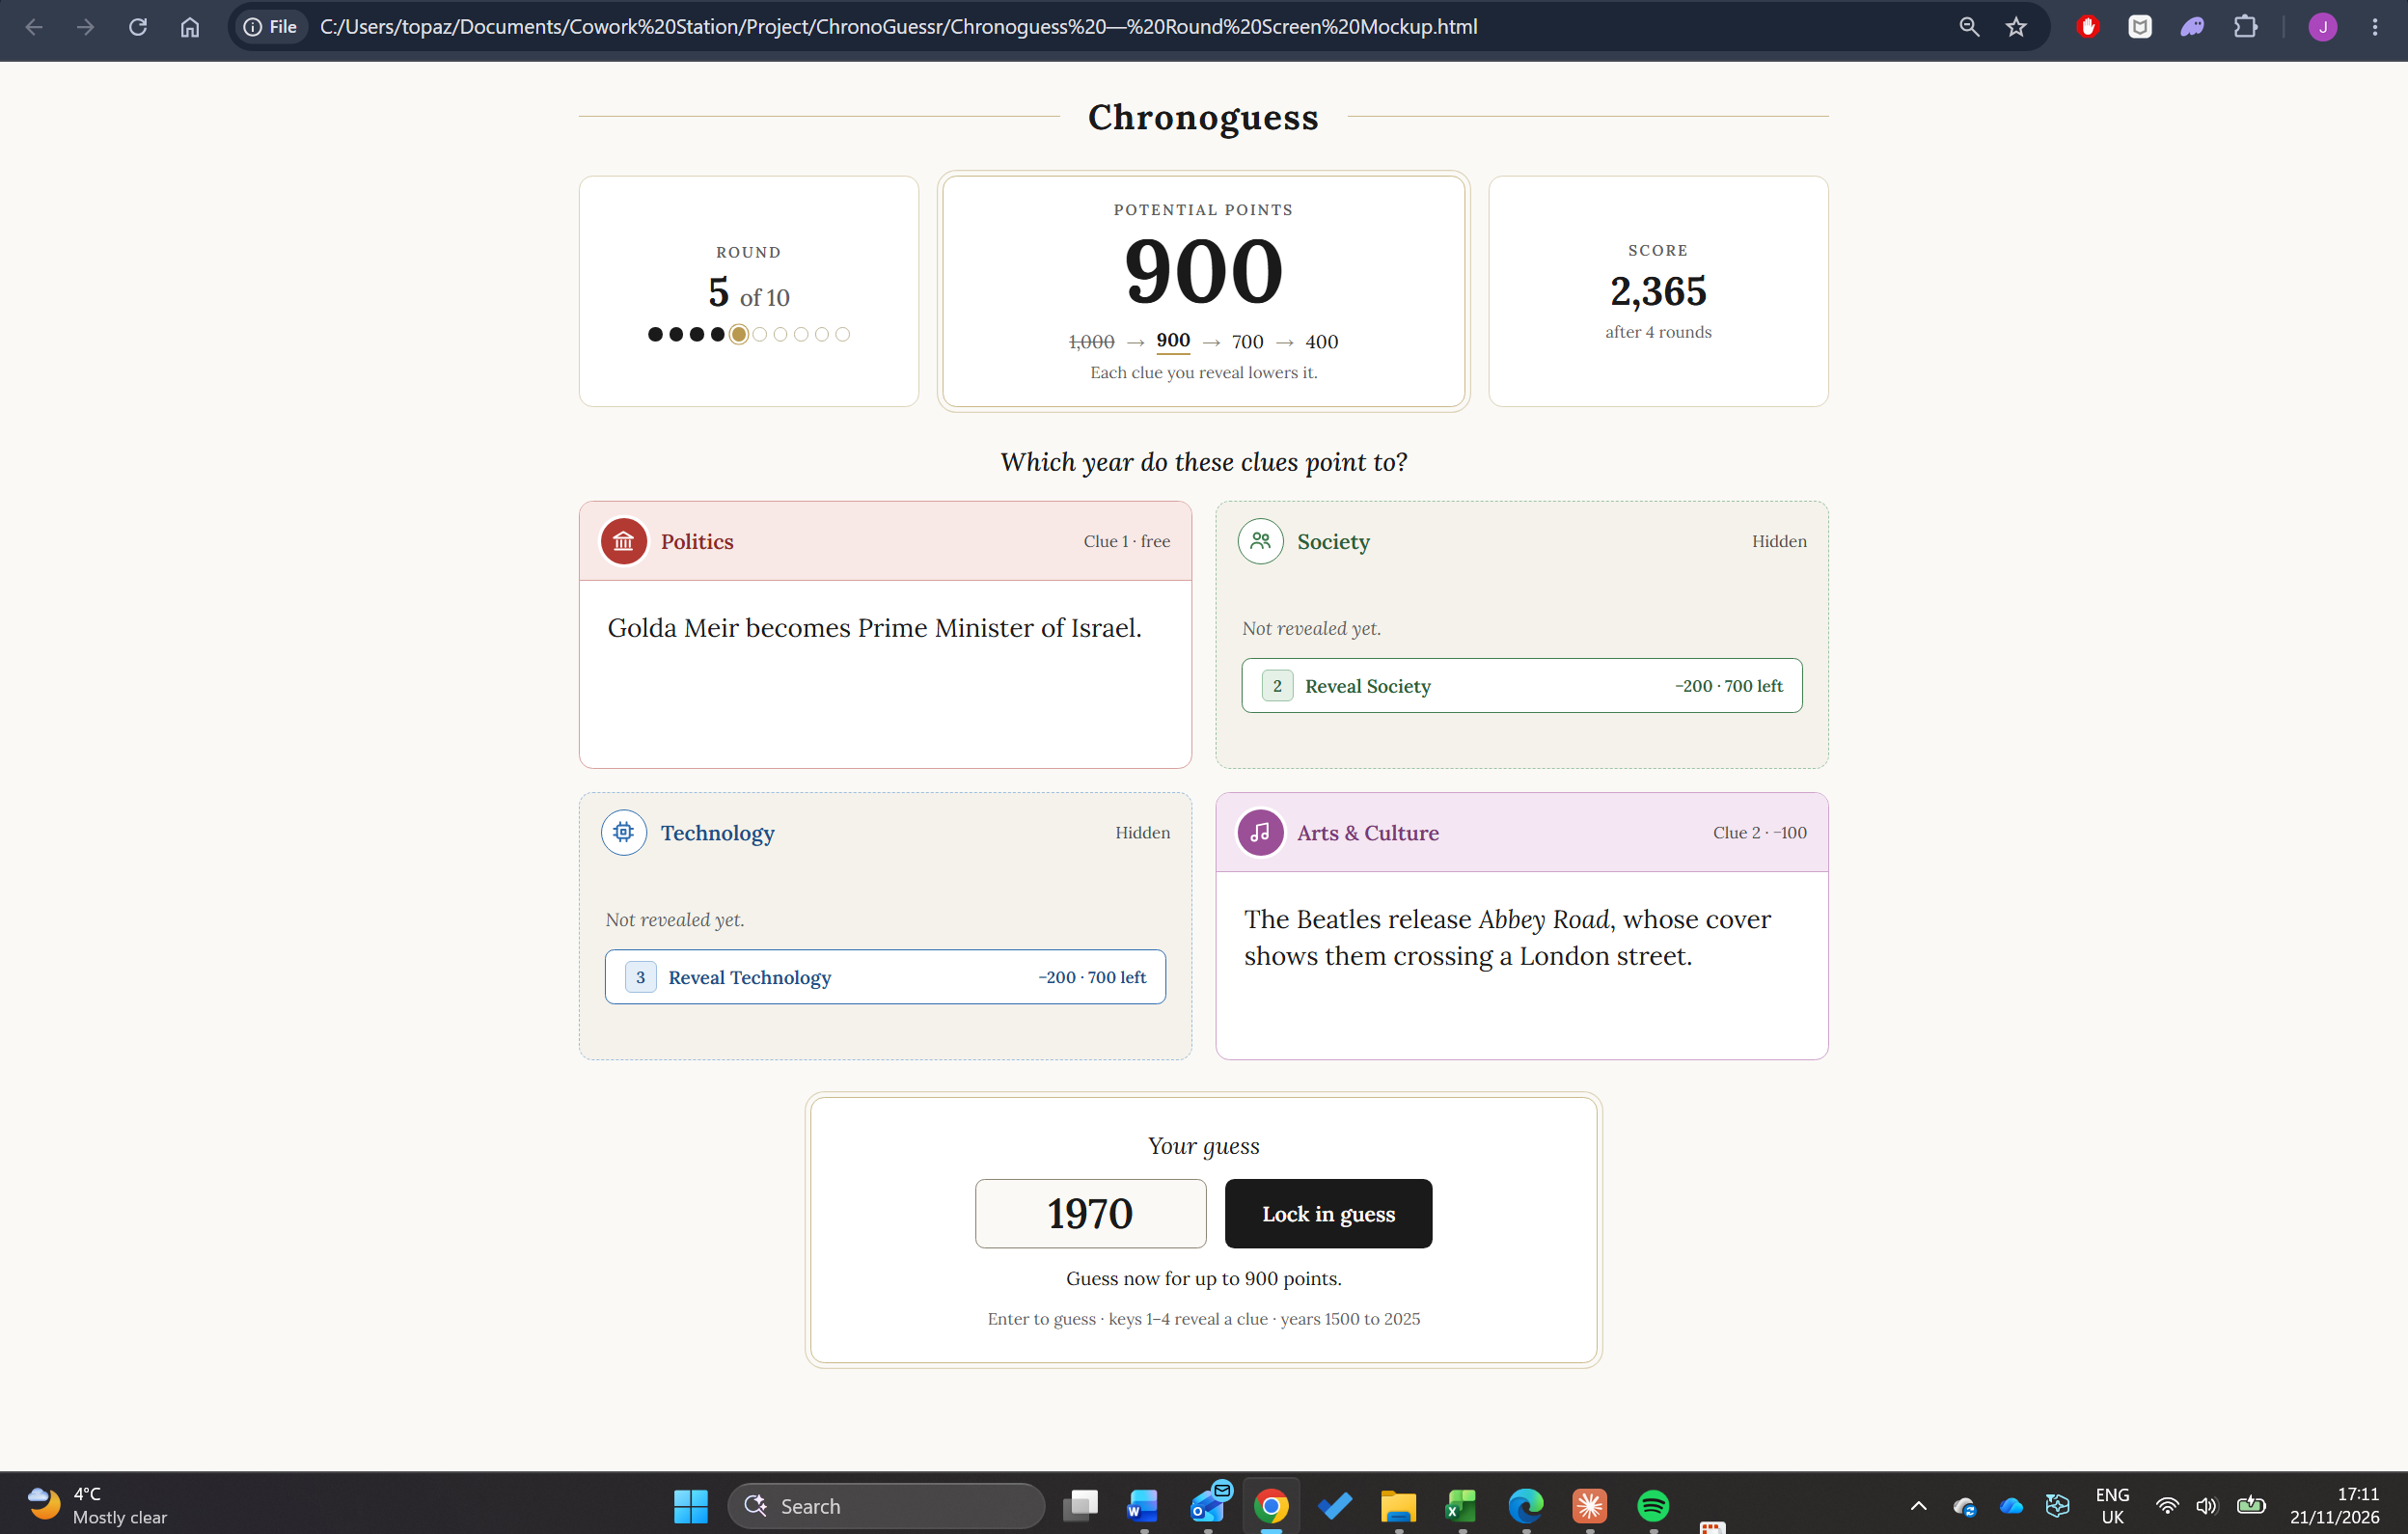 File
C:/Users/topaz/Documents/Cowork%20Station/Project/ChronoGuessr/Chronoguess%20—%20Round%20Screen%20Mockup.html
J
Chronoguess
ROUND
5 of 10
POTENTIAL POINTS
900
1,000 → 900 → 700 → 400
Each clue you reveal lowers it.
SCORE
2,365
after 4 rounds
Which year do these clues point to?
Politics
Clue 1 · free
Golda Meir becomes Prime Minister of Israel.
Society
Hidden
Not revealed yet.
2 Reveal Society −200 · 700 left
Technology
Hidden
Not revealed yet.
3 Reveal Technology −200 · 700 left
Arts & Culture
Clue 2 · −100
The Beatles release Abbey Road, whose cover
shows them crossing a London street.
Your guess
1970
Lock in guess
Guess now for up to 900 points.
Enter to guess · keys 1–4 reveal a clue · years 1500 to 2025
4°C
Mostly clear
Search
ENG
UK
17:11
21/11/2026